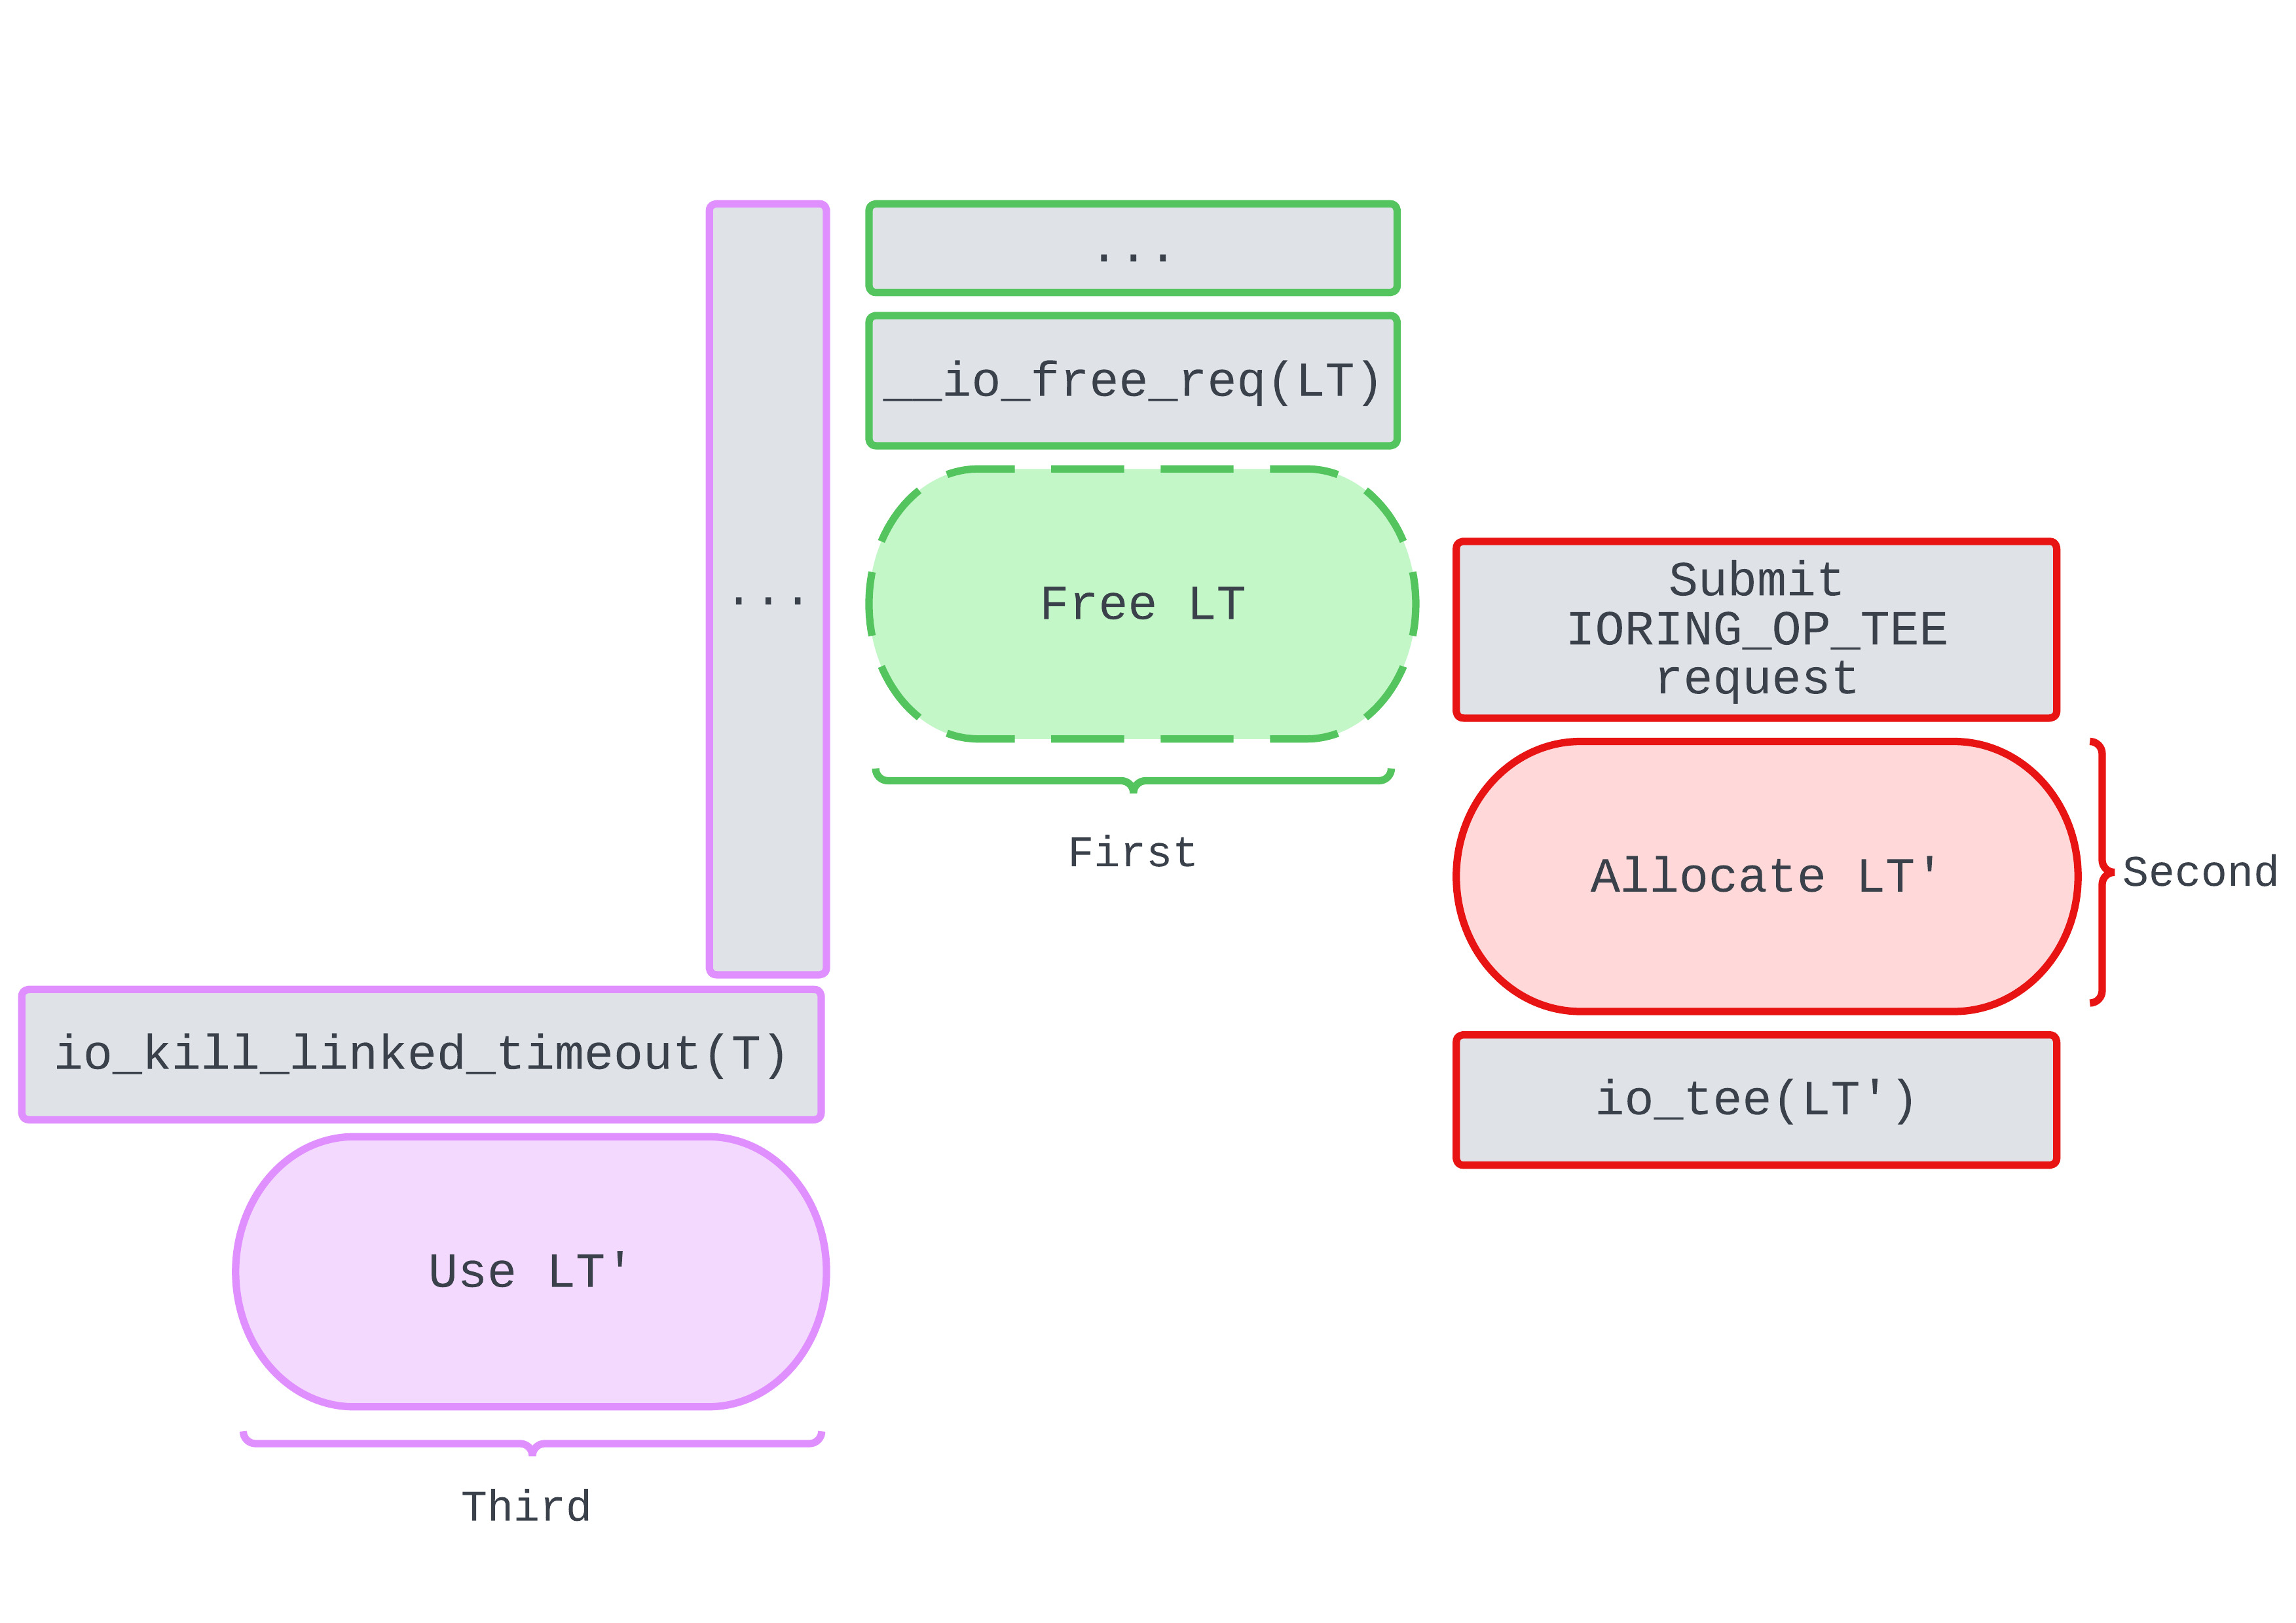 ...
__io_free_req(LT)
...
Free LT
Submit
IORING_OP_TEE
request
First
Allocate LT'
Second
io_kill_linked_timeout(T)
io_tee(LT')
Use LT'
Third